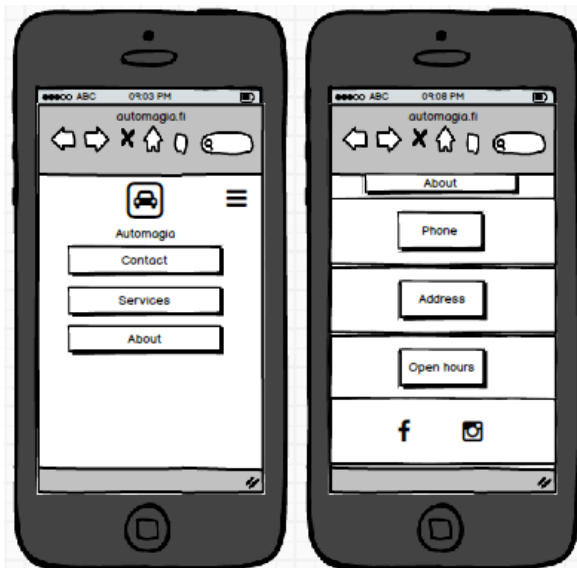 ABC 09:03 PM
automagia.fi
Automagia
Contact
Services
About
ABC 09:08 PM
automagia.fi
About
Phone
Address
Open hours